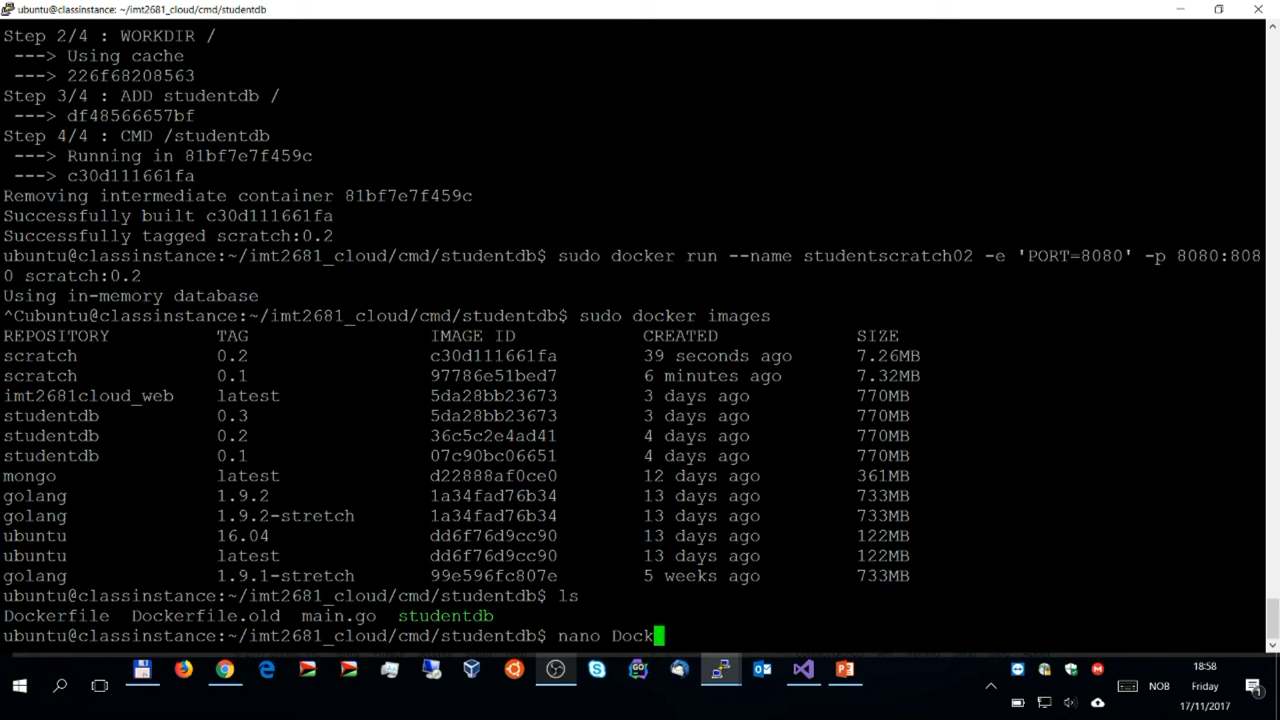 ubuntu@classinstance: ~/imt2681_cloud/cmd/studentdb
Step 2/4 : WORKDIR /
---> Using cache
---> 226f68208563
Step 3/4 : ADD studentdb /
---> df48566657bf
Step 4/4 : CMD /studentdb
---> Running in 81bf7e7f459c
---> c30d111661fa
Removing intermediate container 81bf7e7f459c
Successfully built c30d111661fa
Successfully tagged scratch:0.2
ubuntu@classinstance:~/imt2681_cloud/cmd/studentdb$ sudo docker run --name studentscratch02 -e 'PORT=8080' -p 8080:808
0 scratch:0.2
Using in-memory database
^Cubuntu@classinstance:~/imt2681_cloud/cmd/studentdb$ sudo docker images
REPOSITORY TAG IMAGE ID CREATED SIZE
scratch 0.2 c30d111661fa 39 seconds ago 7.26MB
scratch 0.1 97786e51bed7 6 minutes ago 7.32MB
imt2681cloud_web latest 5da28bb23673 3 days ago 770MB
studentdb 0.3 5da28bb23673 3 days ago 770MB
studentdb 0.2 36c5c2e4ad41 4 days ago 770MB
studentdb 0.1 07c90bc06651 4 days ago 770MB
mongo latest d22888af0ce0 12 days ago 361MB
golang 1.9.2 1a34fad76b34 13 days ago 733MB
golang 1.9.2-stretch 1a34fad76b34 13 days ago 733MB
ubuntu 16.04 dd6f76d9cc90 13 days ago 122MB
ubuntu latest dd6f76d9cc90 13 days ago 122MB
golang 1.9.1-stretch 99e596fc807e 5 weeks ago 733MB
ubuntu@classinstance:~/imt2681_cloud/cmd/studentdb$ ls
Dockerfile Dockerfile.old main.go studentdb
ubuntu@classinstance:~/imt2681_cloud/cmd/studentdb$ nano Dock
18:58
NOB Friday
17/11/2017